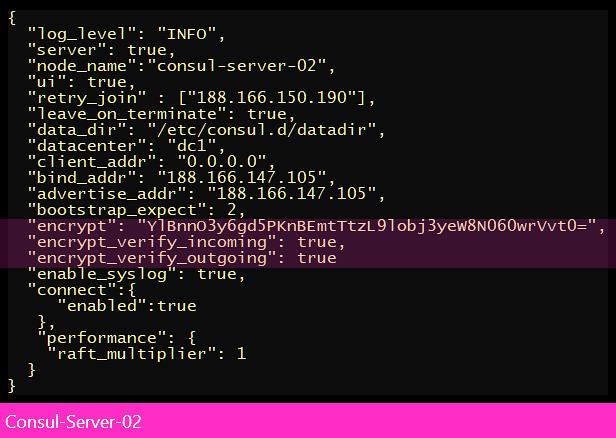 {
"log_level": "INFO",
"server": true,
"node_name":"consul-server-02",
"ui": true,
"retry_join" : ["188.166.150.190"],
"leave_on_terminate": true,
"data_dir": "/etc/consul.d/datadir",
"datacenter": "dc1",
"client_addr": "0.0.0.0",
"bind_addr": "188.166.147.105",
"advertise_addr": "188.166.147.105",
"bootstrap_expect": 2,
"encrypt": "YlBnnO3y6gd5PKnBEmtTtzL9lobj3yeW8NO6OwrVvt0=",
"encrypt_verify_incoming": true,
"encrypt_verify_outgoing": true
"enable_syslog": true,
"connect":{
"enabled":true
},
"performance": {
"raft_multiplier": 1
}
}
Consul-Server-02